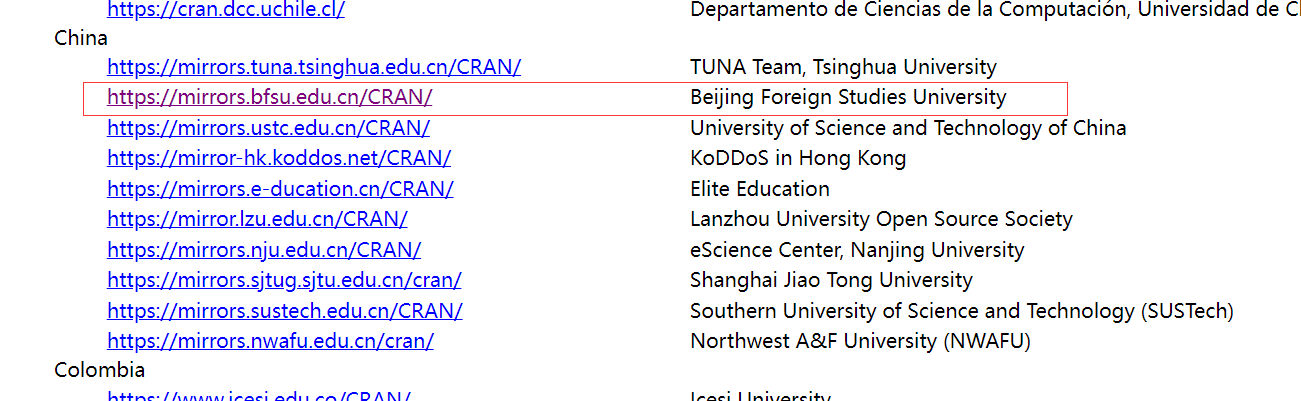 https://cran.dcc.uchile.cl/ Departamento de Ciencias de la Computación, Universidad de
China
https://mirrors.tuna.tsinghua.edu.cn/CRAN/ TUNA Team, Tsinghua University
https://mirrors.bfsu.edu.cn/CRAN/ Beijing Foreign Studies University
https://mirrors.ustc.edu.cn/CRAN/ University of Science and Technology of China
https://mirror-hk.koddos.net/CRAN/ KoDDoS in Hong Kong
https://mirrors.e-ducation.cn/CRAN/ Elite Education
https://mirror.lzu.edu.cn/CRAN/ Lanzhou University Open Source Society
https://mirrors.nju.edu.cn/CRAN/ eScience Center, Nanjing University
https://mirrors.sjtug.sjtu.edu.cn/cran/ Shanghai Jiao Tong University
https://mirrors.sustech.edu.cn/CRAN/ Southern University of Science and Technology (SUSTech)
https://mirrors.nwafu.edu.cn/cran/ Northwest A&F University (NWAFU)
Colombia
https://www.icesi.edu.co/CRAN/ Icesi University